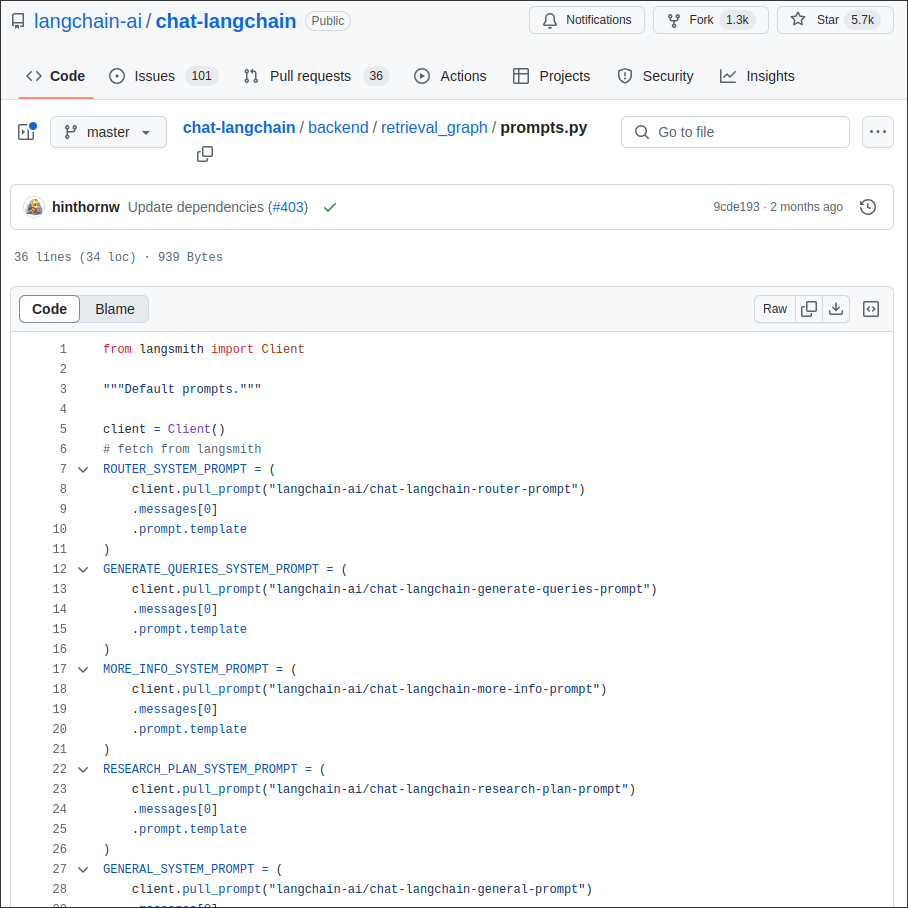 langchain-ai / chat-langchain Public
Notifications Fork 1.3k Star 5.7k
Code Issues 101 Pull requests 36 Actions Projects Security Insights
master chat-langchain / backend / retrieval_graph / prompts.py Go to file
hinthornw Update dependencies (#403) 9cde193 · 2 months ago
36 lines (34 loc) · 939 Bytes
Code Blame Raw
1 from langsmith import Client
2
3 """Default prompts."""
4
5 client = Client()
6 # fetch from langsmith
7 ROUTER_SYSTEM_PROMPT = (
8     client.pull_prompt("langchain-ai/chat-langchain-router-prompt")
9     .messages[0]
10     .prompt.template
11 )
12 GENERATE_QUERIES_SYSTEM_PROMPT = (
13     client.pull_prompt("langchain-ai/chat-langchain-generate-queries-prompt")
14     .messages[0]
15     .prompt.template
16 )
17 MORE_INFO_SYSTEM_PROMPT = (
18     client.pull_prompt("langchain-ai/chat-langchain-more-info-prompt")
19     .messages[0]
20     .prompt.template
21 )
22 RESEARCH_PLAN_SYSTEM_PROMPT = (
23     client.pull_prompt("langchain-ai/chat-langchain-research-plan-prompt")
24     .messages[0]
25     .prompt.template
26 )
27 GENERAL_SYSTEM_PROMPT = (
28     client.pull_prompt("langchain-ai/chat-langchain-general-prompt")